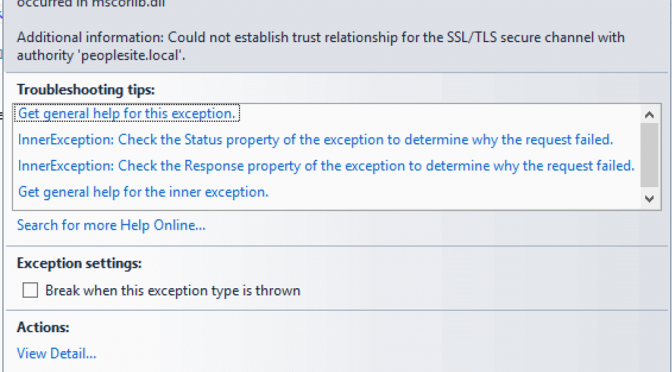 occurred in mscorlib.dll
Additional information: Could not establish trust relationship for the SSL/TLS secure channel with
authority 'peoplesite.local'.
Troubleshooting tips:
Get general help for this exception.
InnerException: Check the Status property of the exception to determine why the request failed.
InnerException: Check the Response property of the exception to determine why the request failed.
Get general help for the inner exception.
Search for more Help Online...
Exception settings:
Break when this exception type is thrown
Actions:
View Detail...